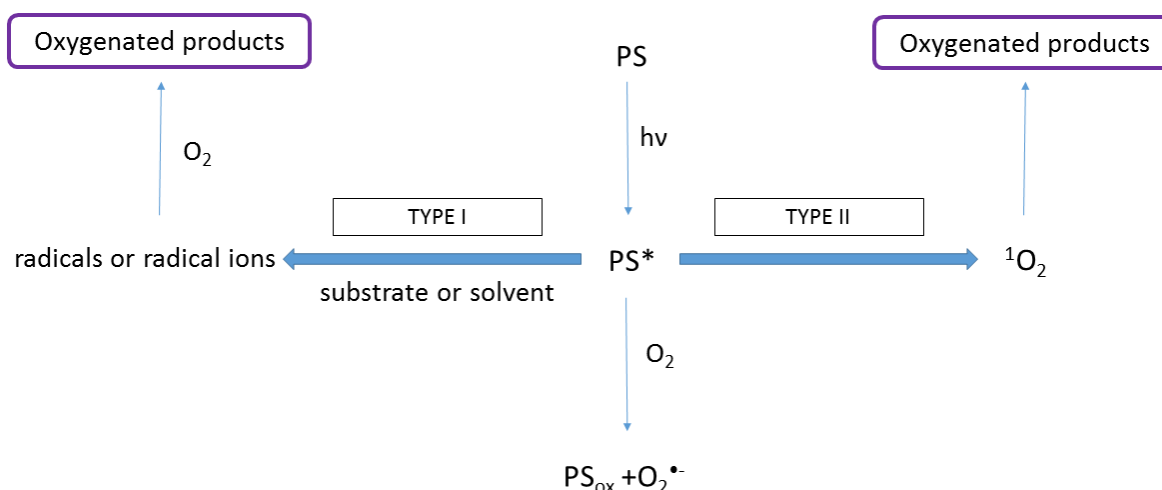 Oxygenated products
Oxygenated products
PS
hν
O₂
TYPE I
TYPE II
radicals or radical ions
PS*
¹O₂
substrate or solvent
O₂
PSₒₓ +O₂•-